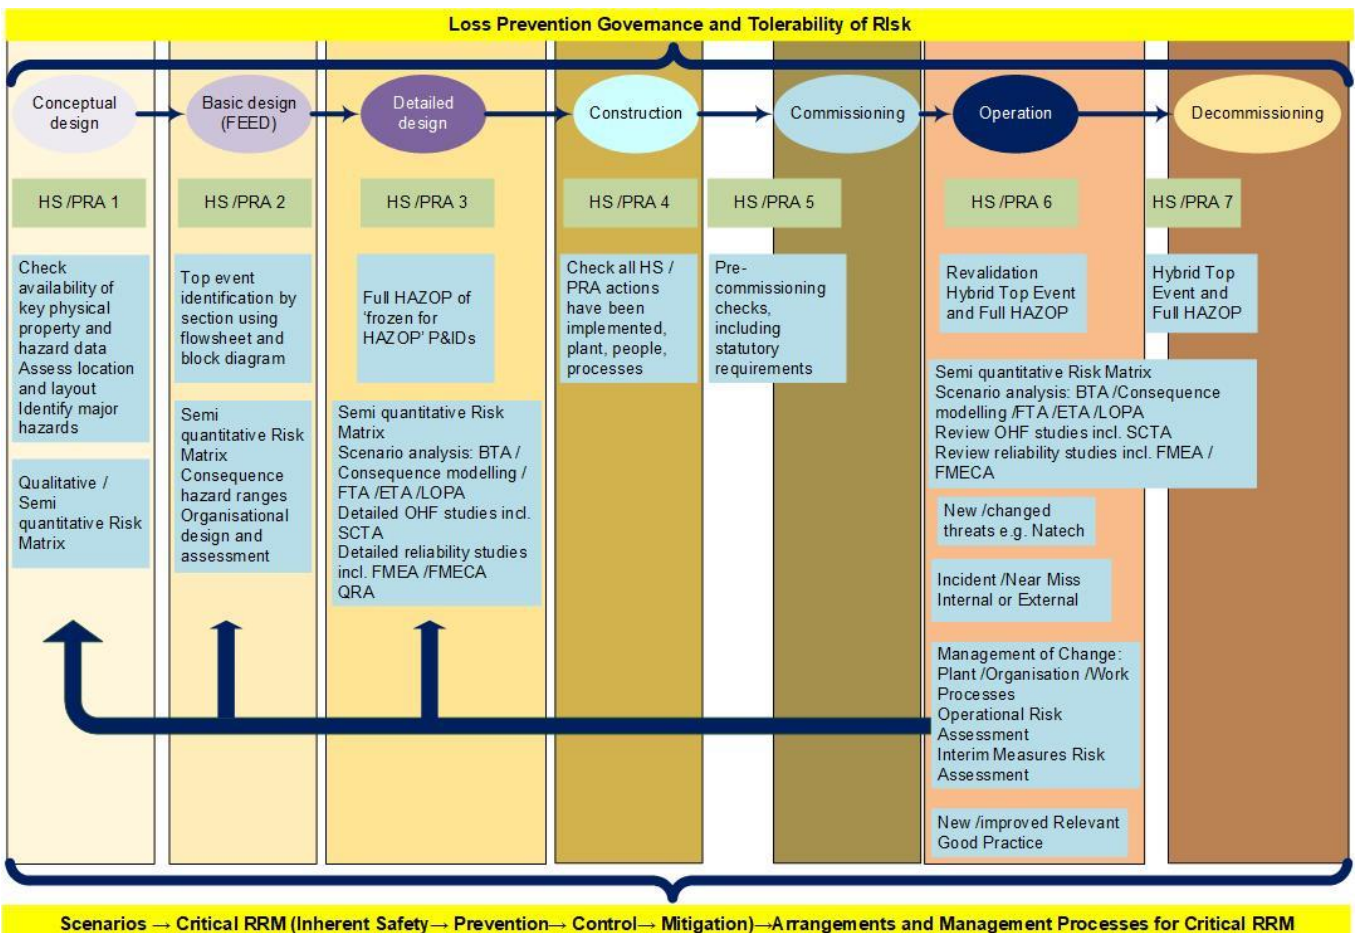 Loss Prevention Governance and Tolerability of RIsk
Conceptual
design
Basic design
(FEED)
Detailed
design
Construction
Commissioning
Operation
Decommissioning
HS /PRA 1
HS /PRA 2
HS /PRA 3
HS /PRA 4
HS /PRA 5
HS /PRA 6
HS /PRA 7
Check
availability of
key physical
property and
hazard data
Assess location
and layout
Identify major
hazards
Qualitative /
Semi
quantitative Risk
Matrix
Top event
identification by
section using
flowsheet and
block diagram
Semi
quantitative Risk
Matrix
Consequence
hazard ranges
Organisational
design and
assessment
Full HAZOP of
‘frozen for
HAZOP’ P&IDs
Semi quantitative Risk
Matrix
Scenario analysis: BTA /
Consequence modelling /
FTA /ETA /LOPA
Detailed OHF studies incl.
SCTA
Detailed reliability studies
incl. FMEA /FMECA
QRA
Check all HS /
PRA actions
have been
implemented,
plant, people,
processes
Pre-
commissioning
checks,
including
statutory
requirements
Revalidation
Hybrid Top Event
and Full HAZOP
Hybrid Top
Event and
Full HAZOP
Semi quantitative Risk Matrix
Scenario analysis: BTA /Consequence
modelling /FTA /ETA /LOPA
Review OHF studies incl. SCTA
Review reliability studies incl. FMEA /
FMECA
New /changed
threats e.g. Natech
Incident /Near Miss
Internal or External
Management of Change:
Plant /Organisation /Work
Processes
Operational Risk
Assessment
Interim Measures Risk
Assessment
New /improved Relevant
Good Practice
Scenarios → Critical RRM (Inherent Safety→ Prevention→ Control→ Mitigation)→Arrangements and Management Processes for Critical RRM